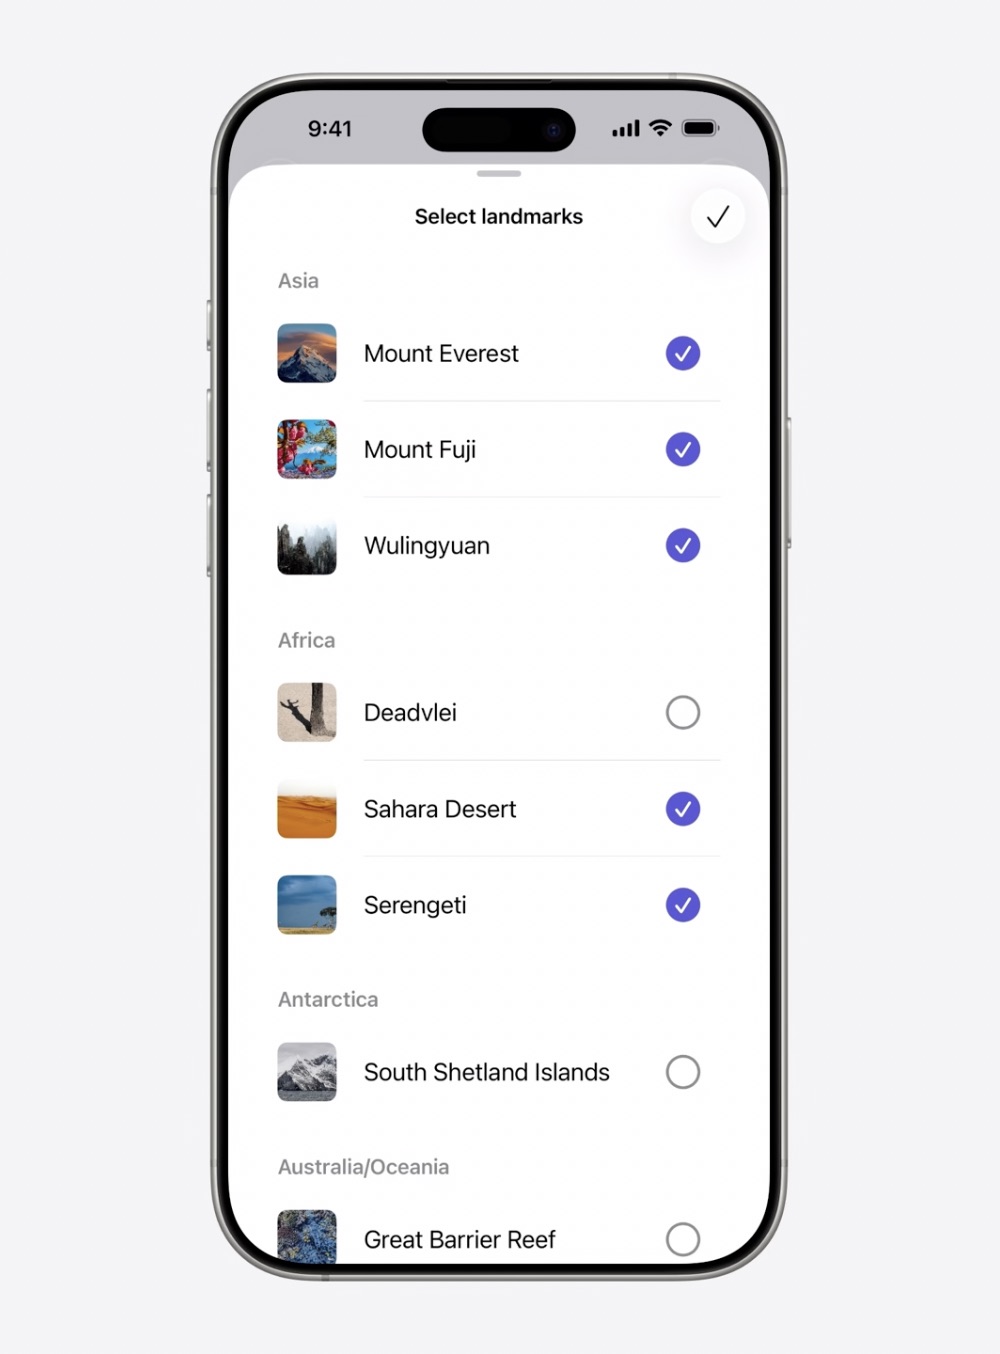 9:41
Select landmarks
Asia
Mount Everest
Mount Fuji
Wulingyuan
Africa
Deadvlei
Sahara Desert
Serengeti
Antarctica
South Shetland Islands
Australia/Oceania
Great Barrier Reef